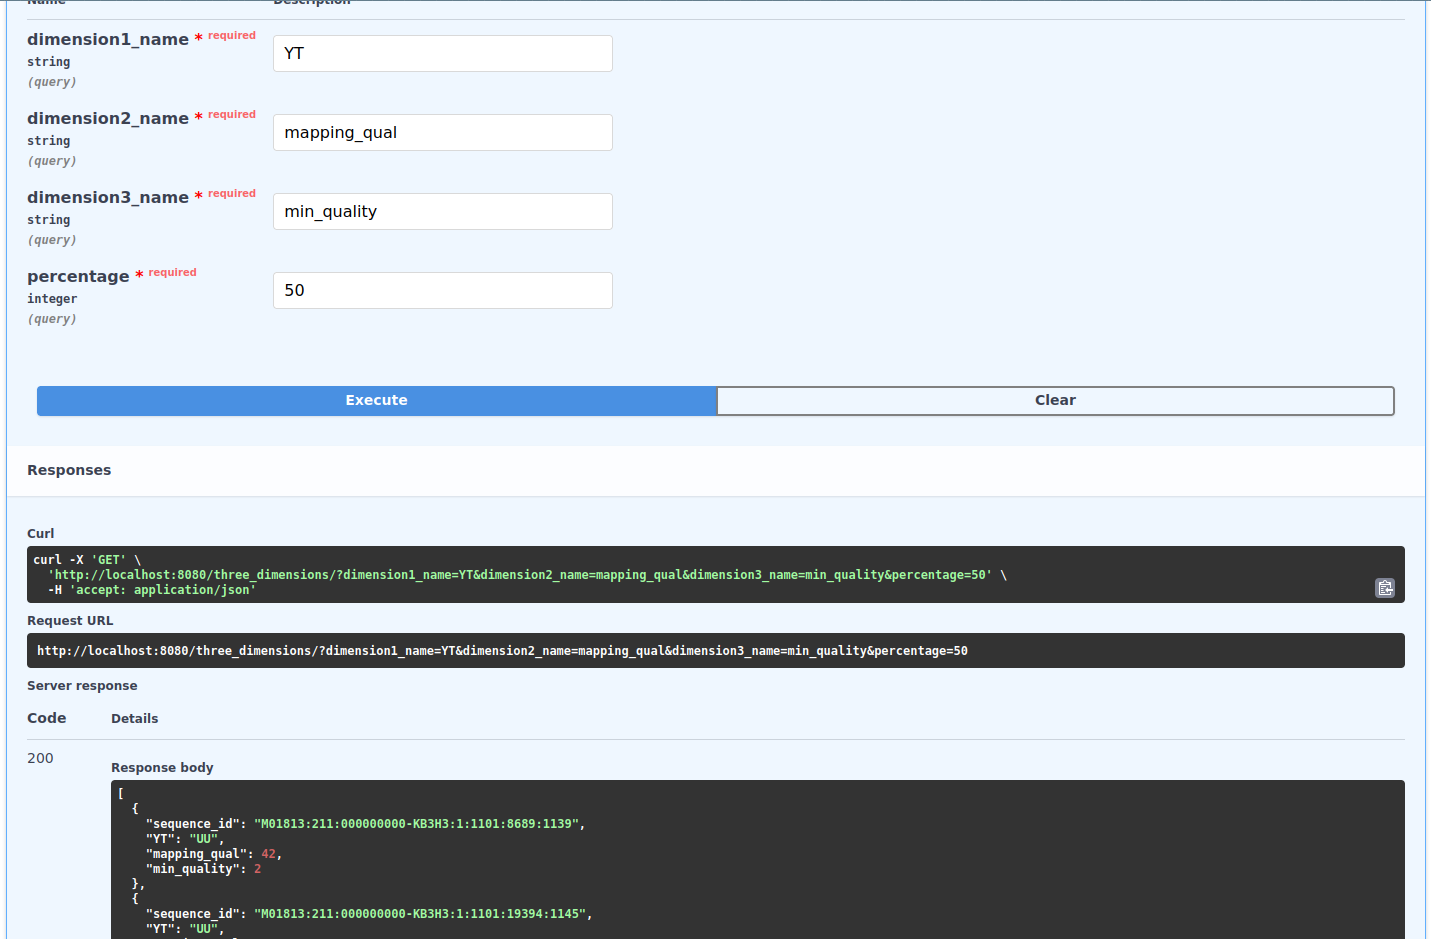 Name Description
dimension1_name * required
string
(query)
YT
dimension2_name * required
string
(query)
mapping_qual
dimension3_name * required
string
(query)
min_quality
percentage * required
integer
(query)
50
Execute Clear
Responses
Curl
curl -X 'GET' \
'http://localhost:8080/three_dimensions/?dimension1_name=YT&dimension2_name=mapping_qual&dimension3_name=min_quality&percentage=50' \
-H 'accept: application/json'
Request URL
http://localhost:8080/three_dimensions/?dimension1_name=YT&dimension2_name=mapping_qual&dimension3_name=min_quality&percentage=50
Server response
Code Details
200
Response body
[
{
"sequence_id": "M01813:211:000000000-KB3H3:1:1101:8689:1139",
"YT": "UU",
"mapping_qual": 42,
"min_quality": 2
},
{
"sequence_id": "M01813:211:000000000-KB3H3:1:1101:19394:1145",
"YT": "UU",